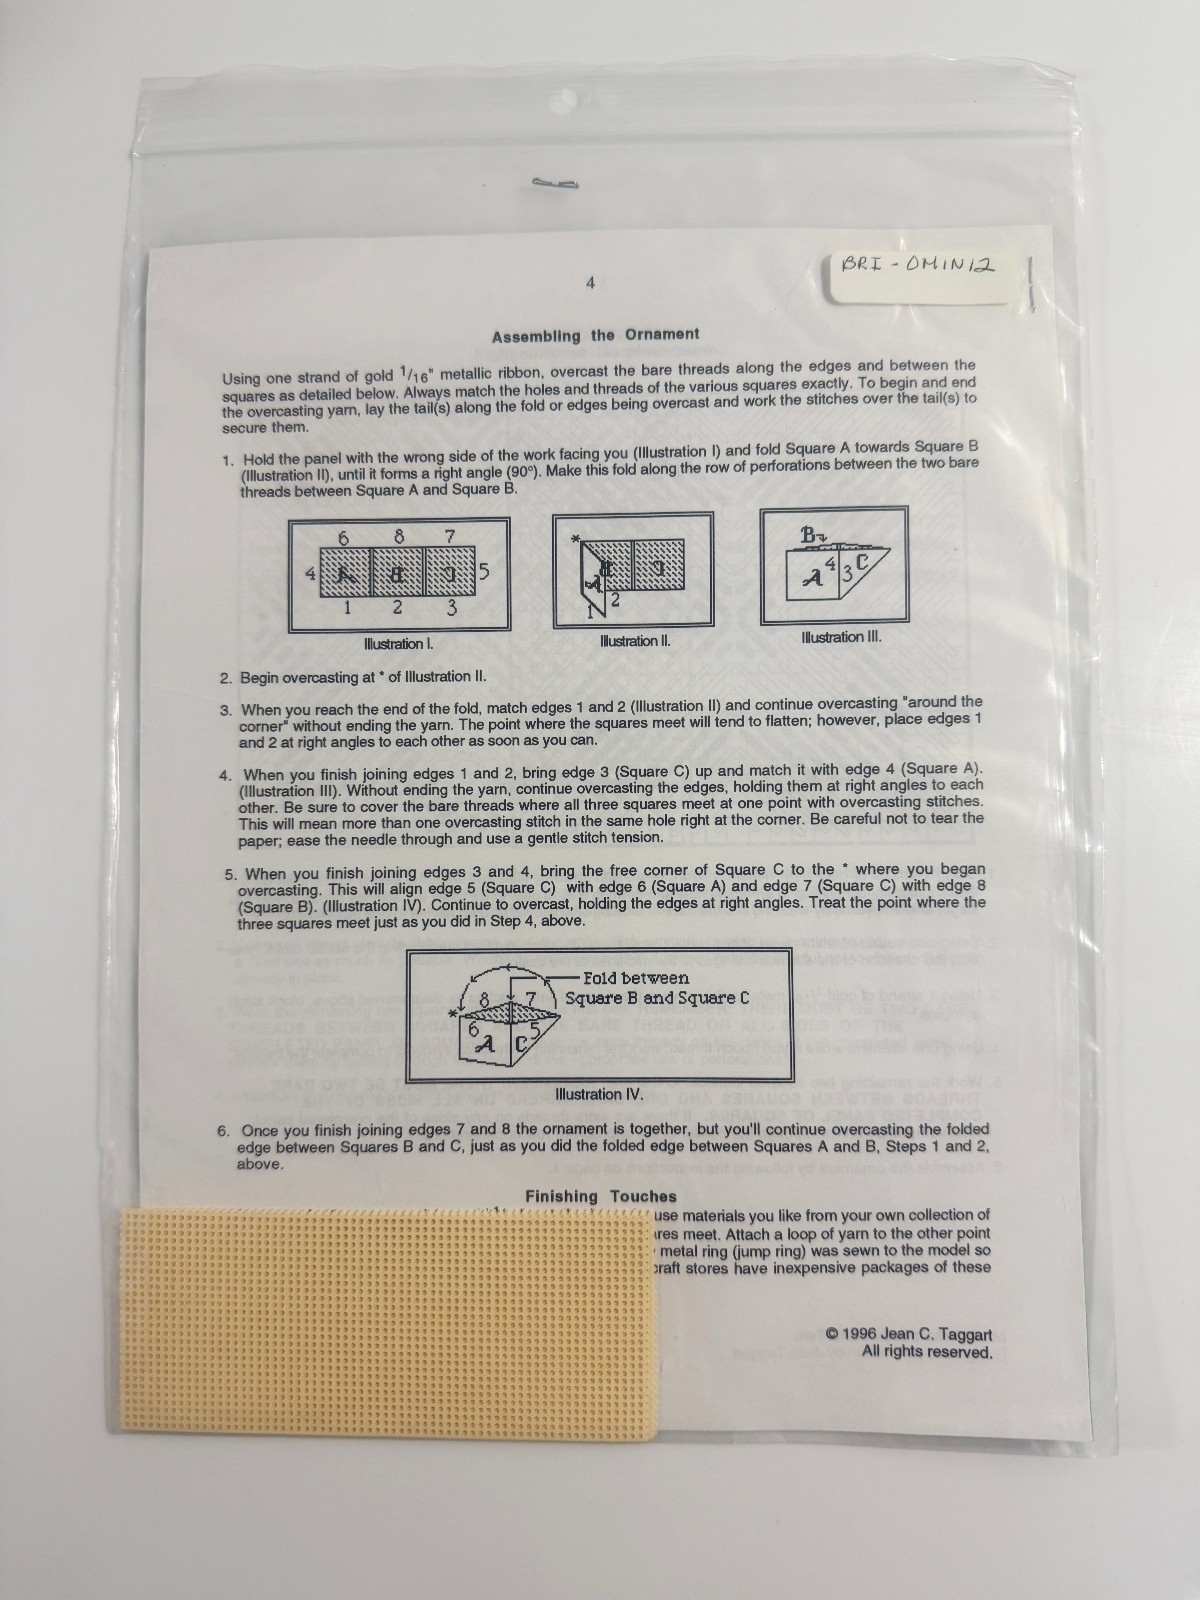 BRI - OMIN12
4
Assembling the Ornament
Using one strand of gold 1/16" metallic ribbon, overcast the bare threads along the edges and between the
squares as detailed below. Always match the holes and threads of the various squares exactly. To begin and end
the overcasting yarn, lay the tail(s) along the fold or edges being overcast and work the stitches over the tail(s) to
secure them.
1. Hold the panel with the wrong side of the work facing you (Illustration I) and fold Square A towards Square B
(Illustration II), until it forms a right angle (90º). Make this fold along the row of perforations between the two bare
threads between Square A and Square B.
6 8 7
4 A B C 5
1 2 3
Illustration I.
*
A B C
1 2
Illustration II.
B
A 4 3 C
Illustration III.
2. Begin overcasting at * of Illustration II.
3. When you reach the end of the fold, match edges 1 and 2 (Illustration II) and continue overcasting "around the
corner" without ending the yarn. The point where the squares meet will tend to flatten; however, place edges 1
and 2 at right angles to each other as soon as you can.
4. When you finish joining edges 1 and 2, bring edge 3 (Square C) up and match it with edge 4 (Square A).
(Illustration III). Without ending the yarn, continue overcasting the edges, holding them at right angles to each
other. Be sure to cover the bare threads where all three squares meet at one point with overcasting stitches.
This will mean more than one overcasting stitch in the same hole right at the corner. Be careful not to tear the
paper; ease the needle through and use a gentle stitch tension.
5. When you finish joining edges 3 and 4, bring the free corner of Square C to the * where you began
overcasting. This will align edge 5 (Square C) with edge 6 (Square A) and edge 7 (Square C) with edge 8
(Square B). (Illustration IV). Continue to overcast, holding the edges at right angles. Treat the point where the
three squares meet just as you did in Step 4, above.
Fold between
8 7 Square B and Square C
*
6 5
A C
Illustration IV.
6. Once you finish joining edges 7 and 8 the ornament is together, but you'll continue overcasting the folded
edge between Squares B and C, just as you did the folded edge between Squares A and B, Steps 1 and 2,
above.
Finishing Touches
use materials you like from your own collection of
res meet. Attach a loop of yarn to the other point
metal ring (jump ring) was sewn to the model so
craft stores have inexpensive packages of these
© 1996 Jean C. Taggart
All rights reserved.